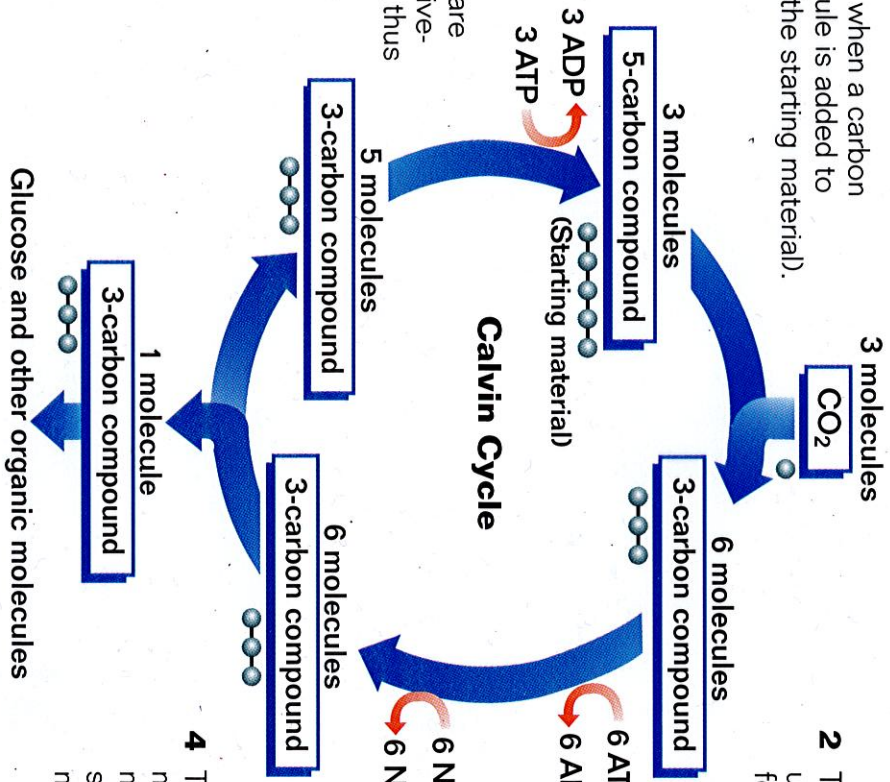 when a carbon
ule is added to
the starting material).
3 molecules
CO₂
3 molecules
5-carbon compound
(Starting material)
3 ADP
3 ATP
6 molecules
3-carbon compound
2
Calvin Cycle
are
ive-
thus
5 molecules
3-carbon compound
6 molecules
3-carbon compound
4
1 molecule
3-carbon compound
Glucose and other organic molecules